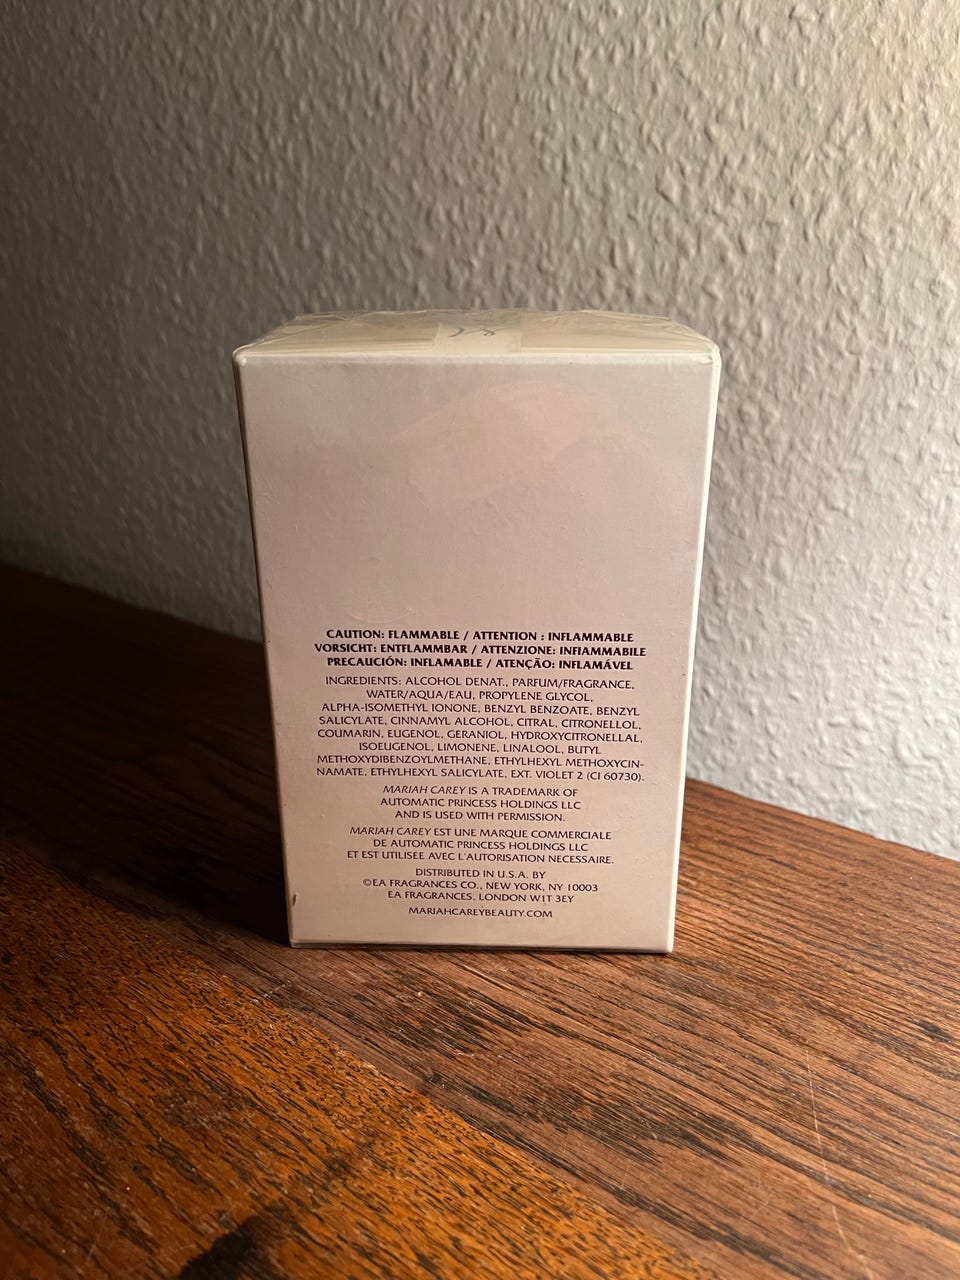 CAUTION: FLAMMABLE / ATTENTION : INFLAMMABLE
VORSICHT: ENTFLAMMBAR / ATTENZIONE: INFIAMMABILE
PRECAUCIÓN: INFLAMABLE / ATENÇÃO: INFLAMÁVEL
INGREDIENTS: ALCOHOL DENAT., PARFUM/FRAGRANCE,
WATER/AQUA/EAU, PROPYLENE GLYCOL,
ALPHA-ISOMETHYL IONONE, BENZYL BENZOATE, BENZYL
SALICYLATE, CINNAMYL ALCOHOL, CITRAL, CITRONELLOL,
COUMARIN, EUGENOL, GERANIOL, HYDROXYCITRONELLAL,
ISOEUGENOL, LIMONENE, LINALOOL, BUTYL
METHOXYDIBENZOYLMETHANE, ETHYLHEXYL METHOXYCIN-
NAMATE, ETHYLHEXYL SALICYLATE, EXT. VIOLET 2 (CI 60730).
MARIAH CAREY IS A TRADEMARK OF
AUTOMATIC PRINCESS HOLDINGS LLC
AND IS USED WITH PERMISSION.
MARIAH CAREY EST UNE MARQUE COMMERCIALE
DE AUTOMATIC PRINCESS HOLDINGS LLC
ET EST UTILISEE AVEC L'AUTORISATION NECESSAIRE.
DISTRIBUTED IN U.S.A. BY
©EA FRAGRANCES CO., NEW YORK, NY 10003
EA FRAGRANCES, LONDON W1T 3EY
MARIAHCAREYBEAUTY.COM